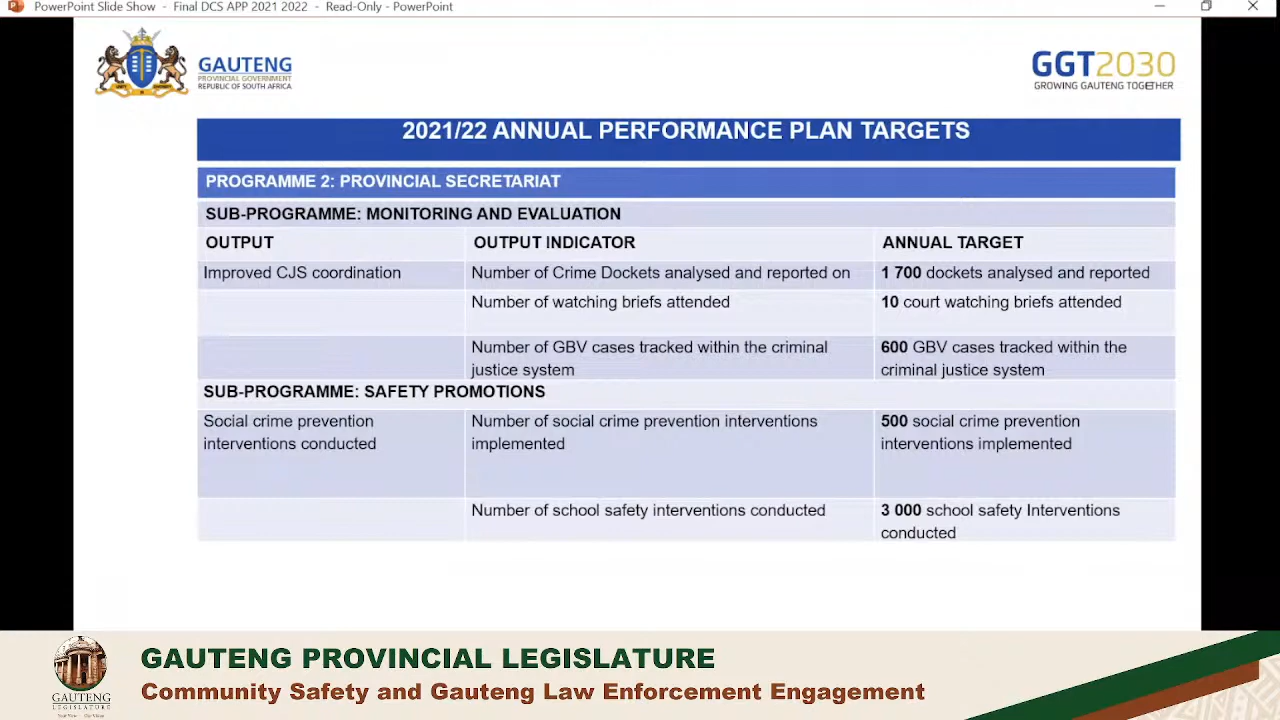 PowerPoint Slide Show - Final DCS APP 2021 2022 - Read-Only - PowerPoint
GAUTENG
PROVINCIAL GOVERNMENT
REPUBLIC OF SOUTH AFRICA
GGT2030
GROWING GAUTENG TOGETHER
2021/22 ANNUAL PERFORMANCE PLAN TARGETS
PROGRAMME 2: PROVINCIAL SECRETARIAT
SUB-PROGRAMME: MONITORING AND EVALUATION
OUTPUT OUTPUT INDICATOR ANNUAL TARGET
Improved CJS coordination Number of Crime Dockets analysed and reported on 1 700 dockets analysed and reported
Number of watching briefs attended 10 court watching briefs attended
Number of GBV cases tracked within the criminal 600 GBV cases tracked within the
justice system criminal justice system
SUB-PROGRAMME: SAFETY PROMOTIONS
Social crime prevention Number of social crime prevention interventions 500 social crime prevention
interventions conducted implemented interventions implemented
Number of school safety interventions conducted 3 000 school safety Interventions
conducted
GAUTENG PROVINCIAL LEGISLATURE
Community Safety and Gauteng Law Enforcement Engagement
GAUTENG
LEGISLATURE